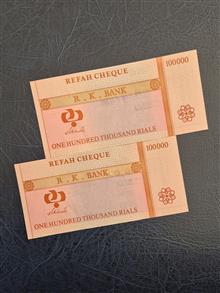 REFAH CHEQUE
100000
R . K . BANK
ONE HUNDRED THOUSAND RIALS
REFAH CHEQUE
100000
R . K . BANK
ONE HUNDRED THOUSAND RIALS